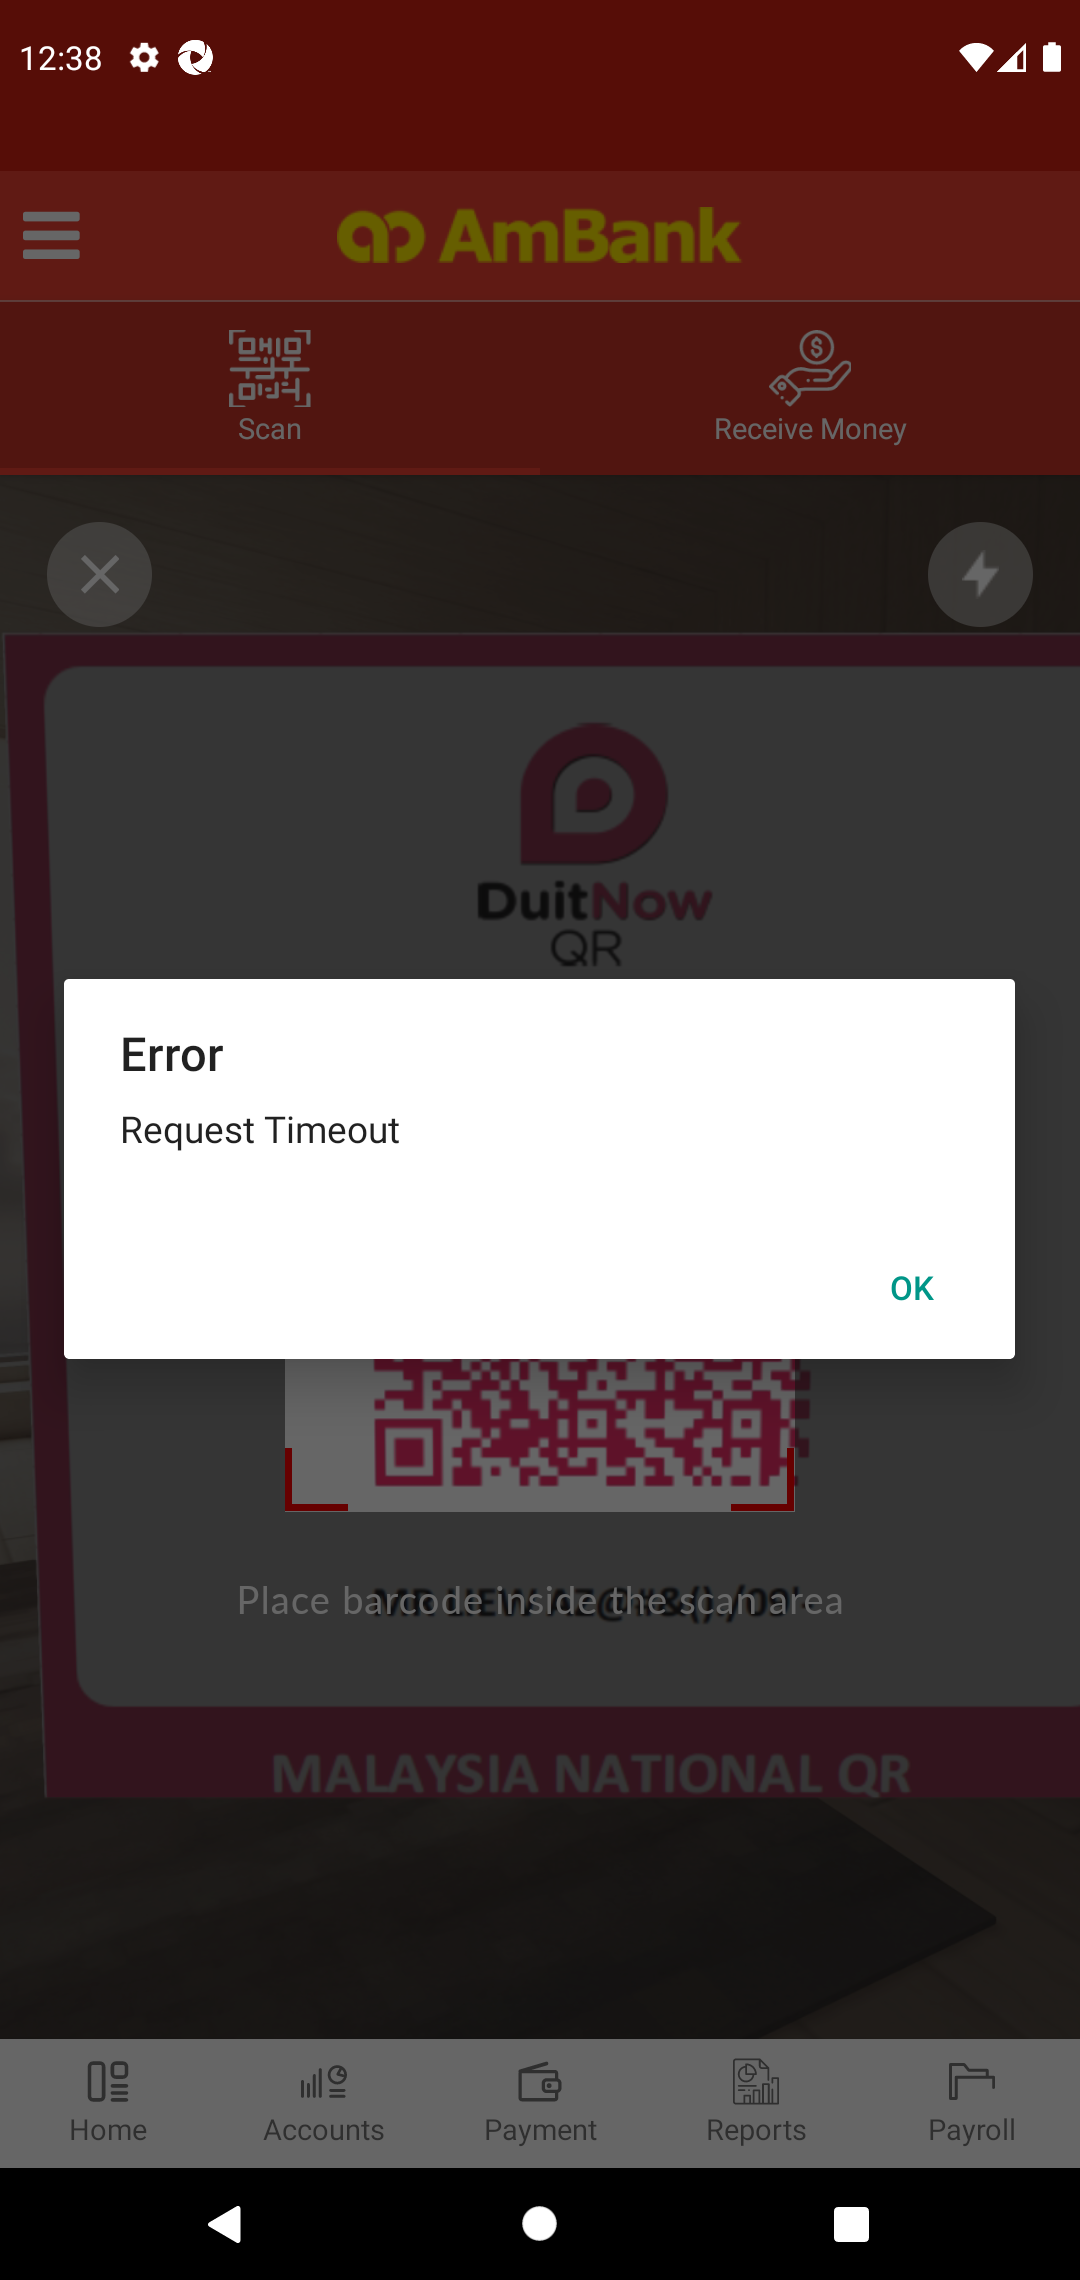 12:38
AmBank
Scan
Receive Money
DuitNow
QR
Error
Request Timeout
OK
Place barcode inside the scan area
MALAYSIA NATIONAL QR
Home
Accounts
Payment
Reports
Payroll